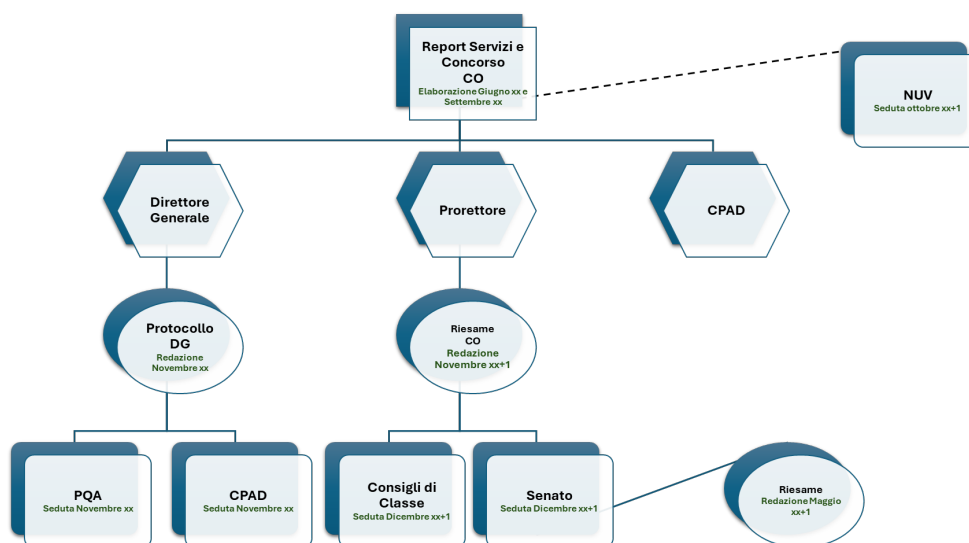 Report Servizi e
Concorso
CO
Elaborazione Giugno xx e
Settembre xx
NUV
Seduta ottobre xx+1
Direttore
Generale
Prorettore
CPAD
Protocollo
DG
Redazione
Novembre xx
Riesame
CO
Redazione
Novembre xx+1
PQA
Seduta Novembre xx
CPAD
Seduta Novembre xx
Consigli di
Classe
Seduta Dicembre xx+1
Senato
Seduta Dicembre xx+1
Riesame
Redazione Maggio
xx+1